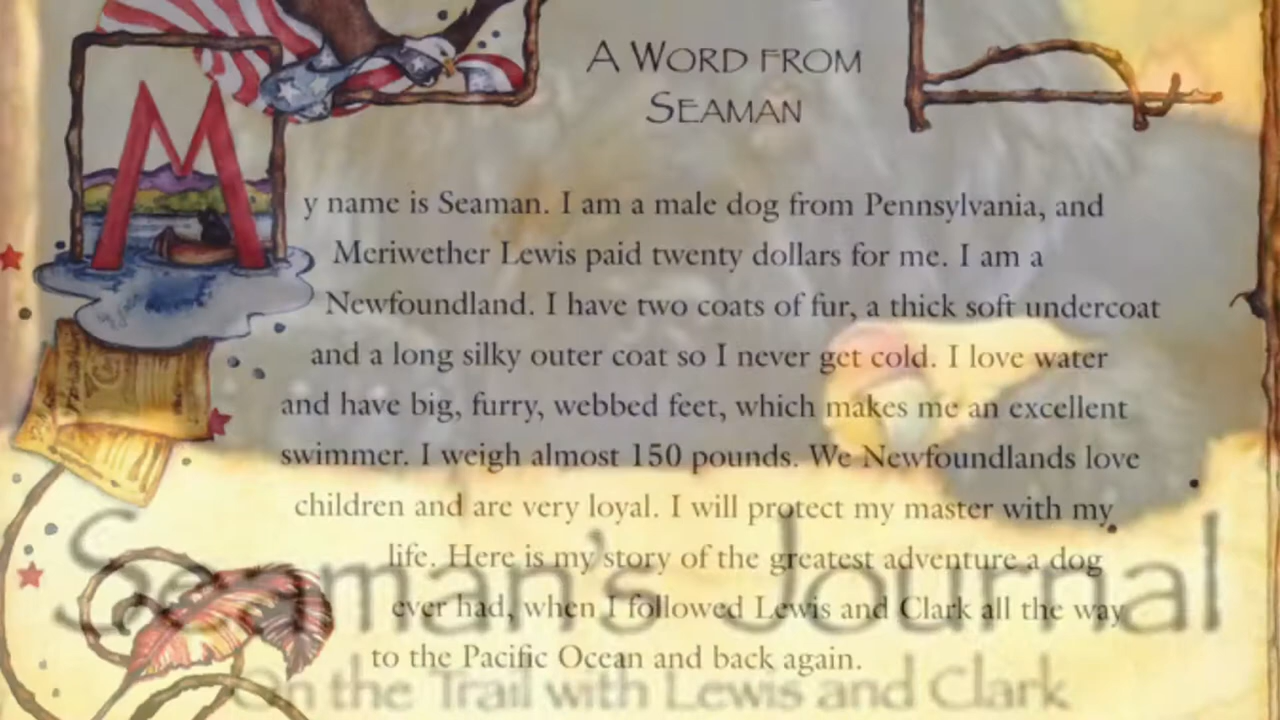 A WORD FROM
SEAMAN
My name is Seaman. I am a male dog from Pennsylvania, and
Meriwether Lewis paid twenty dollars for me. I am a
Newfoundland. I have two coats of fur, a thick soft undercoat
and a long silky outer coat so I never get cold. I love water
and have big, furry, webbed feet, which makes me an excellent
swimmer. I weigh almost 150 pounds. We Newfoundlands love
children and are very loyal. I will protect my master with my
life. Here is my story of the greatest adventure a dog
ever had, when I followed Lewis and Clark all the way
to the Pacific Ocean and back again.
Seaman's Journal
On the Trail with Lewis and Clark